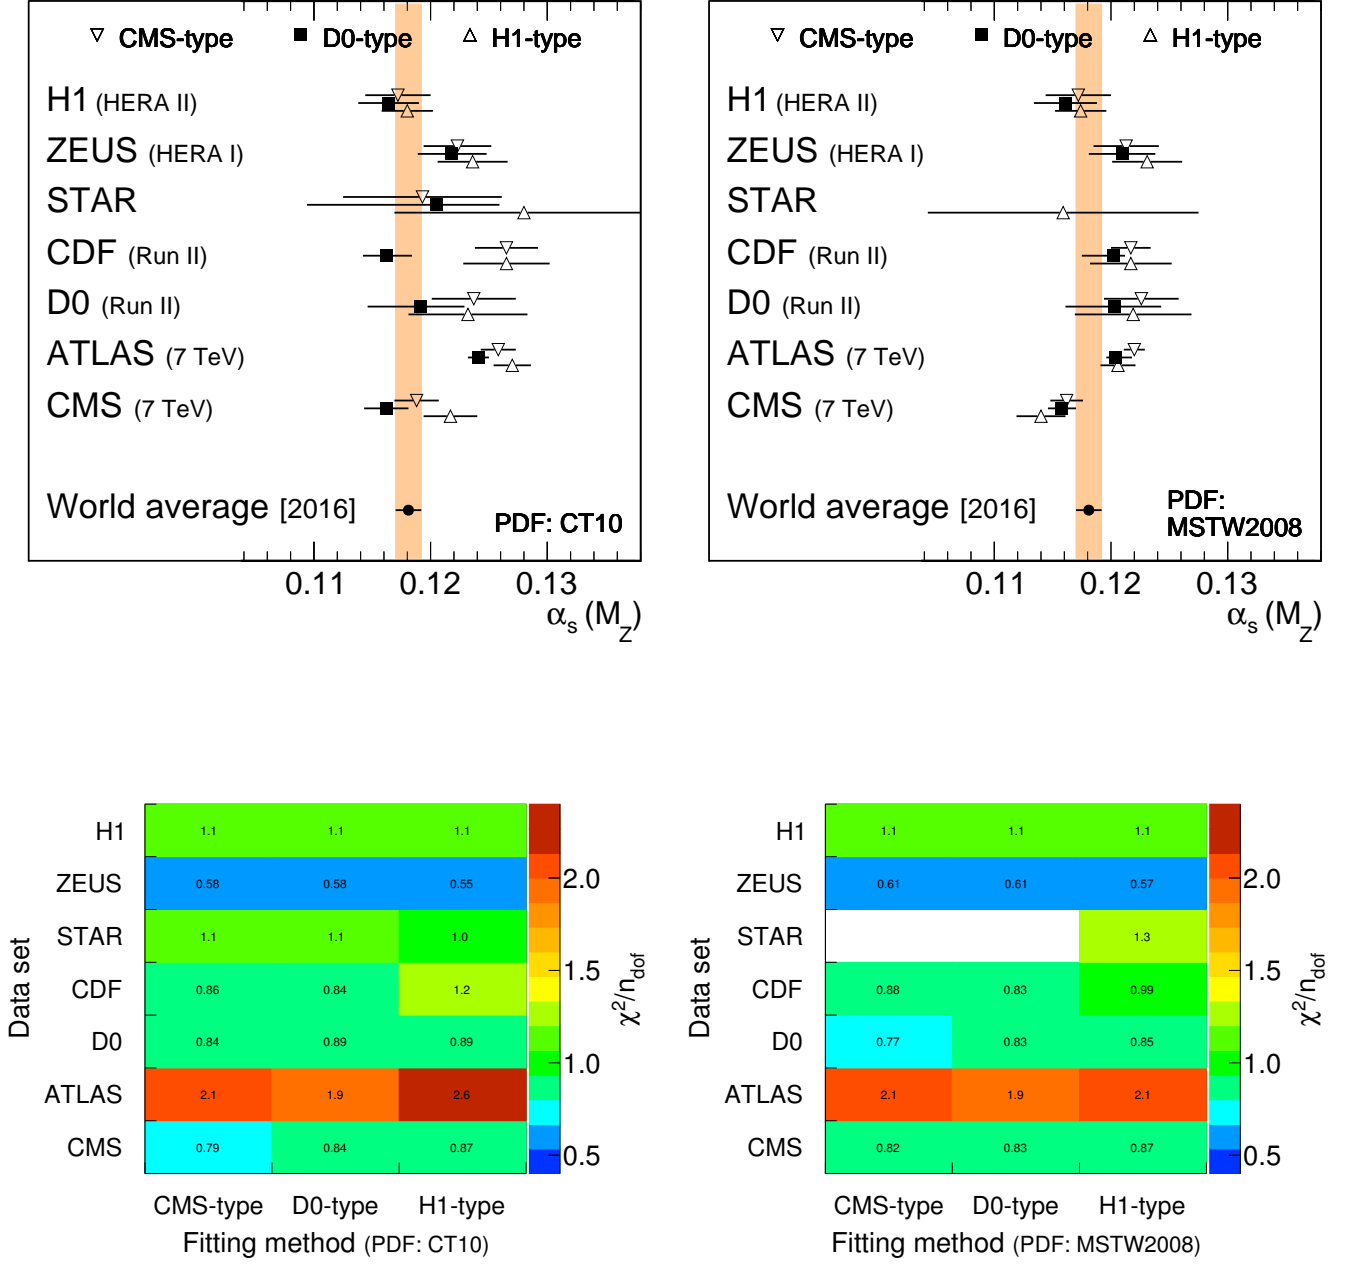 CMS-type D0-type H1-type
H1 (HERA II)
ZEUS (HERA I)
STAR
CDF (Run II)
D0 (Run II)
ATLAS (7 TeV)
CMS (7 TeV)
World average [2016]
PDF: CT10
0.11 0.12 0.13
α_s (M_Z)
CMS-type D0-type H1-type
H1 (HERA II)
ZEUS (HERA I)
STAR
CDF (Run II)
D0 (Run II)
ATLAS (7 TeV)
CMS (7 TeV)
World average [2016]
PDF:
MSTW2008
0.11 0.12 0.13
α_s (M_Z)
Data set
H1 1.1 1.1 1.1
ZEUS 0.58 0.58 0.55
STAR 1.1 1.1 1.0
CDF 0.86 0.84 1.2
D0 0.84 0.89 0.89
ATLAS 2.1 1.9 2.6
CMS 0.79 0.84 0.87
CMS-type D0-type H1-type
Fitting method (PDF: CT10)
2.0
1.5
1.0
0.5
χ²/n_dof
Data set
H1 1.1 1.1 1.1
ZEUS 0.61 0.61 0.57
STAR 1.3
CDF 0.88 0.83 0.99
D0 0.77 0.83 0.85
ATLAS 2.1 1.9 2.1
CMS 0.82 0.83 0.87
CMS-type D0-type H1-type
Fitting method (PDF: MSTW2008)
2.0
1.5
1.0
0.5
χ²/n_dof